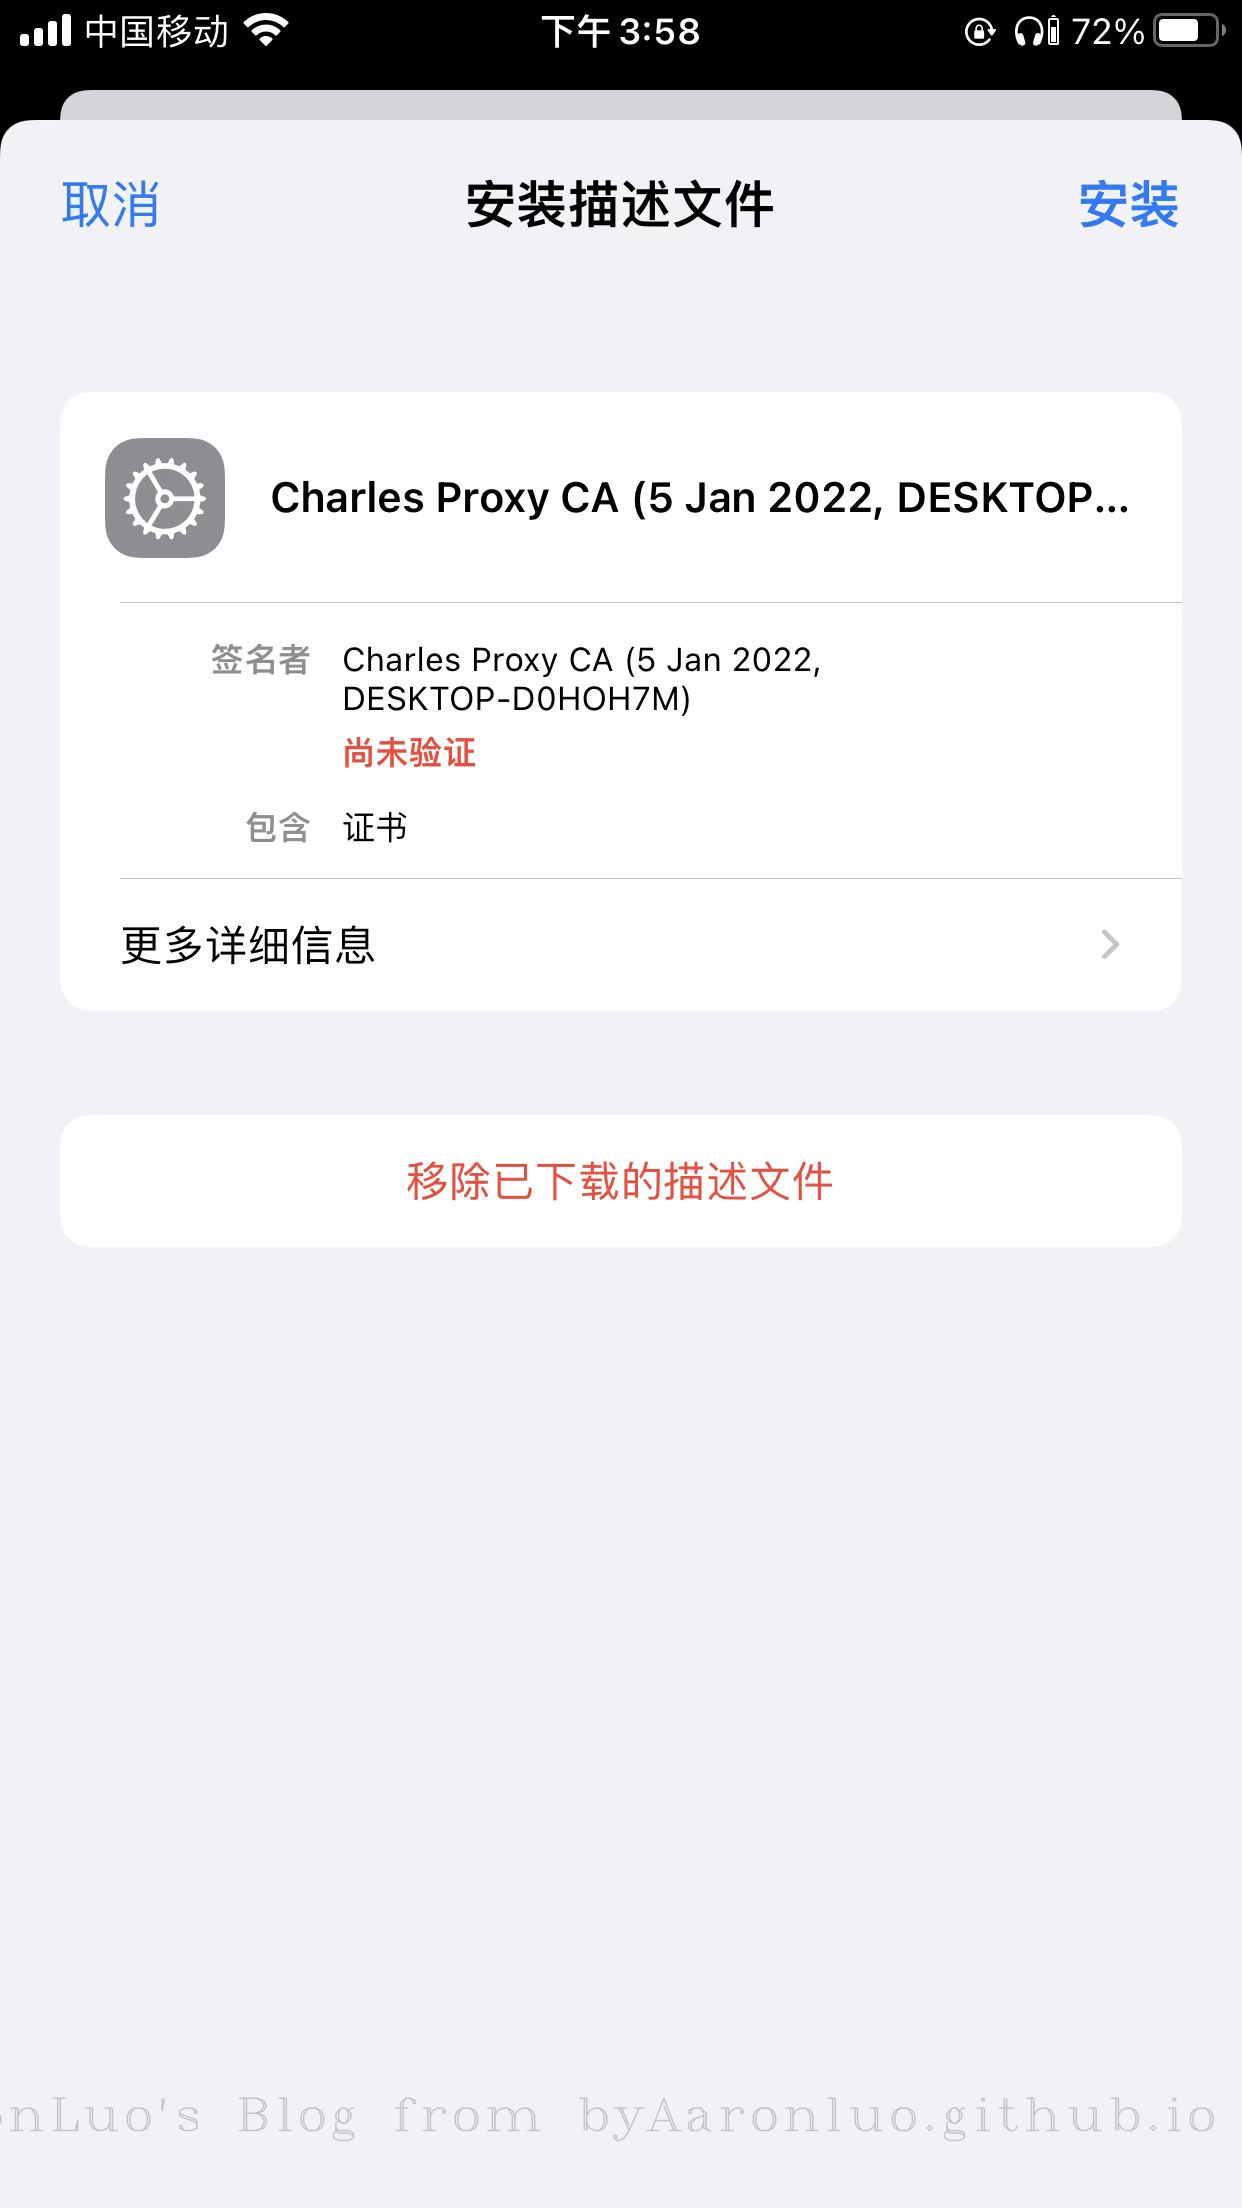 中国移动 下午3:58 72%
取消 安装描述文件 安装
Charles Proxy CA (5 Jan 2022, DESKTOP...
签名者 Charles Proxy CA (5 Jan 2022,
DESKTOP-D0HOH7M)
尚未验证
包含 证书
更多详细信息
移除已下载的描述文件
nLuo's Blog from byAaronluo.github.io